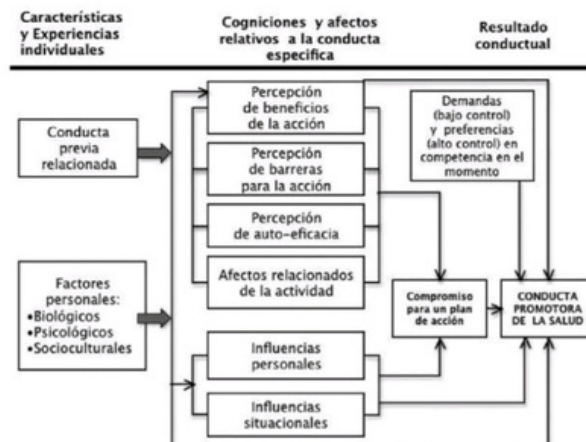 Características
y Experiencias
individuales
Cogniciones y afectos
relativos a la conducta
especifica
Resultado
conductual
Conducta
previa
relacionada
Factores
personales:
•Biológicos
•Psicológicos
•Socioculturales
Percepción
de beneficios
de la acción
Percepción
de barreras
para la acción
Percepción
de auto-eficacia
Afectos relacionados
de la actividad
Influencias
personales
Influencias
situacionales
Demandas
(bajo control)
y preferencias
(alto control) en
competencia en el
momento
Compromiso
para un plan
de acción
CONDUCTA
PROMOTORA
DE LA SALUD